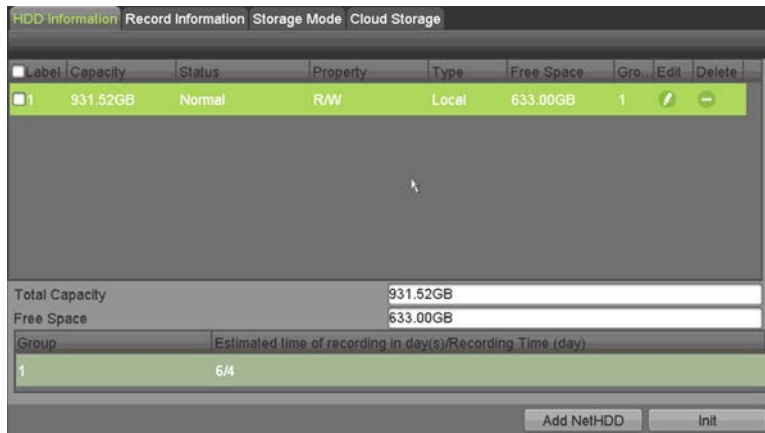 HDD Information Record Information Storage Mode Cloud Storage
Label Capacity Status Property Type Free Space Gro... Edit Delete
1 931.52GB Normal R/W Local 633.00GB 1
Total Capacity 931.52GB
Free Space 633.00GB
Group Estimated time of recording in day(s)/Recording Time (day)
1 6/4
Add NetHDD Init